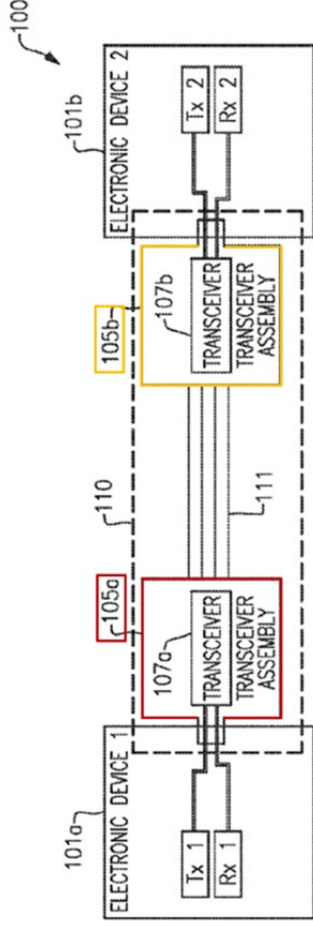 100
ELECTRONIC DEVICE 1
101a
Tx 1
Rx 1
105a
107a
TRANSCEIVER
TRANSCEIVER
ASSEMBLY
110
111
105b
107b
TRANSCEIVER
TRANSCEIVER
ASSEMBLY
ELECTRONIC DEVICE 2
101b
Tx 2
Rx 2